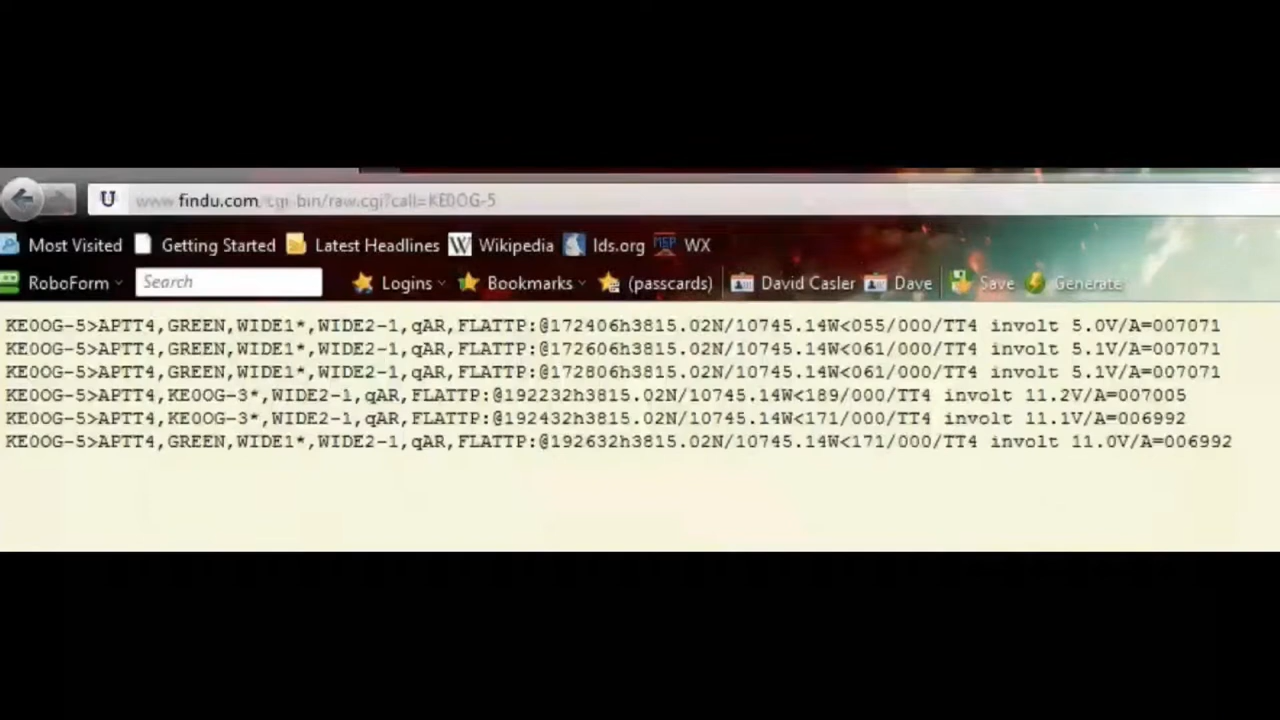 www.findu.com/cgi-bin/raw.cgi?call=KE0OG-5
Most Visited Getting Started Latest Headlines Wikipedia lds.org WX
RoboForm Search Logins Bookmarks (passcards) David Casler Dave Save Generate
KE0OG-5>APTT4,GREEN,WIDE1*,WIDE2-1,qAR,FLATTP:@172406h3815.02N/10745.14W<055/000/TT4 involt 5.0V/A=007071
KE0OG-5>APTT4,GREEN,WIDE1*,WIDE2-1,qAR,FLATTP:@172606h3815.02N/10745.14W<061/000/TT4 involt 5.1V/A=007071
KE0OG-5>APTT4,GREEN,WIDE1*,WIDE2-1,qAR,FLATTP:@172806h3815.02N/10745.14W<061/000/TT4 involt 5.1V/A=007071
KE0OG-5>APTT4,KE0OG-3*,WIDE2-1,qAR,FLATTP:@192232h3815.02N/10745.14W<189/000/TT4 involt 11.2V/A=007005
KE0OG-5>APTT4,KE0OG-3*,WIDE2-1,qAR,FLATTP:@192432h3815.02N/10745.14W<171/000/TT4 involt 11.1V/A=006992
KE0OG-5>APTT4,GREEN,WIDE1*,WIDE2-1,qAR,FLATTP:@192632h3815.02N/10745.14W<171/000/TT4 involt 11.0V/A=006992